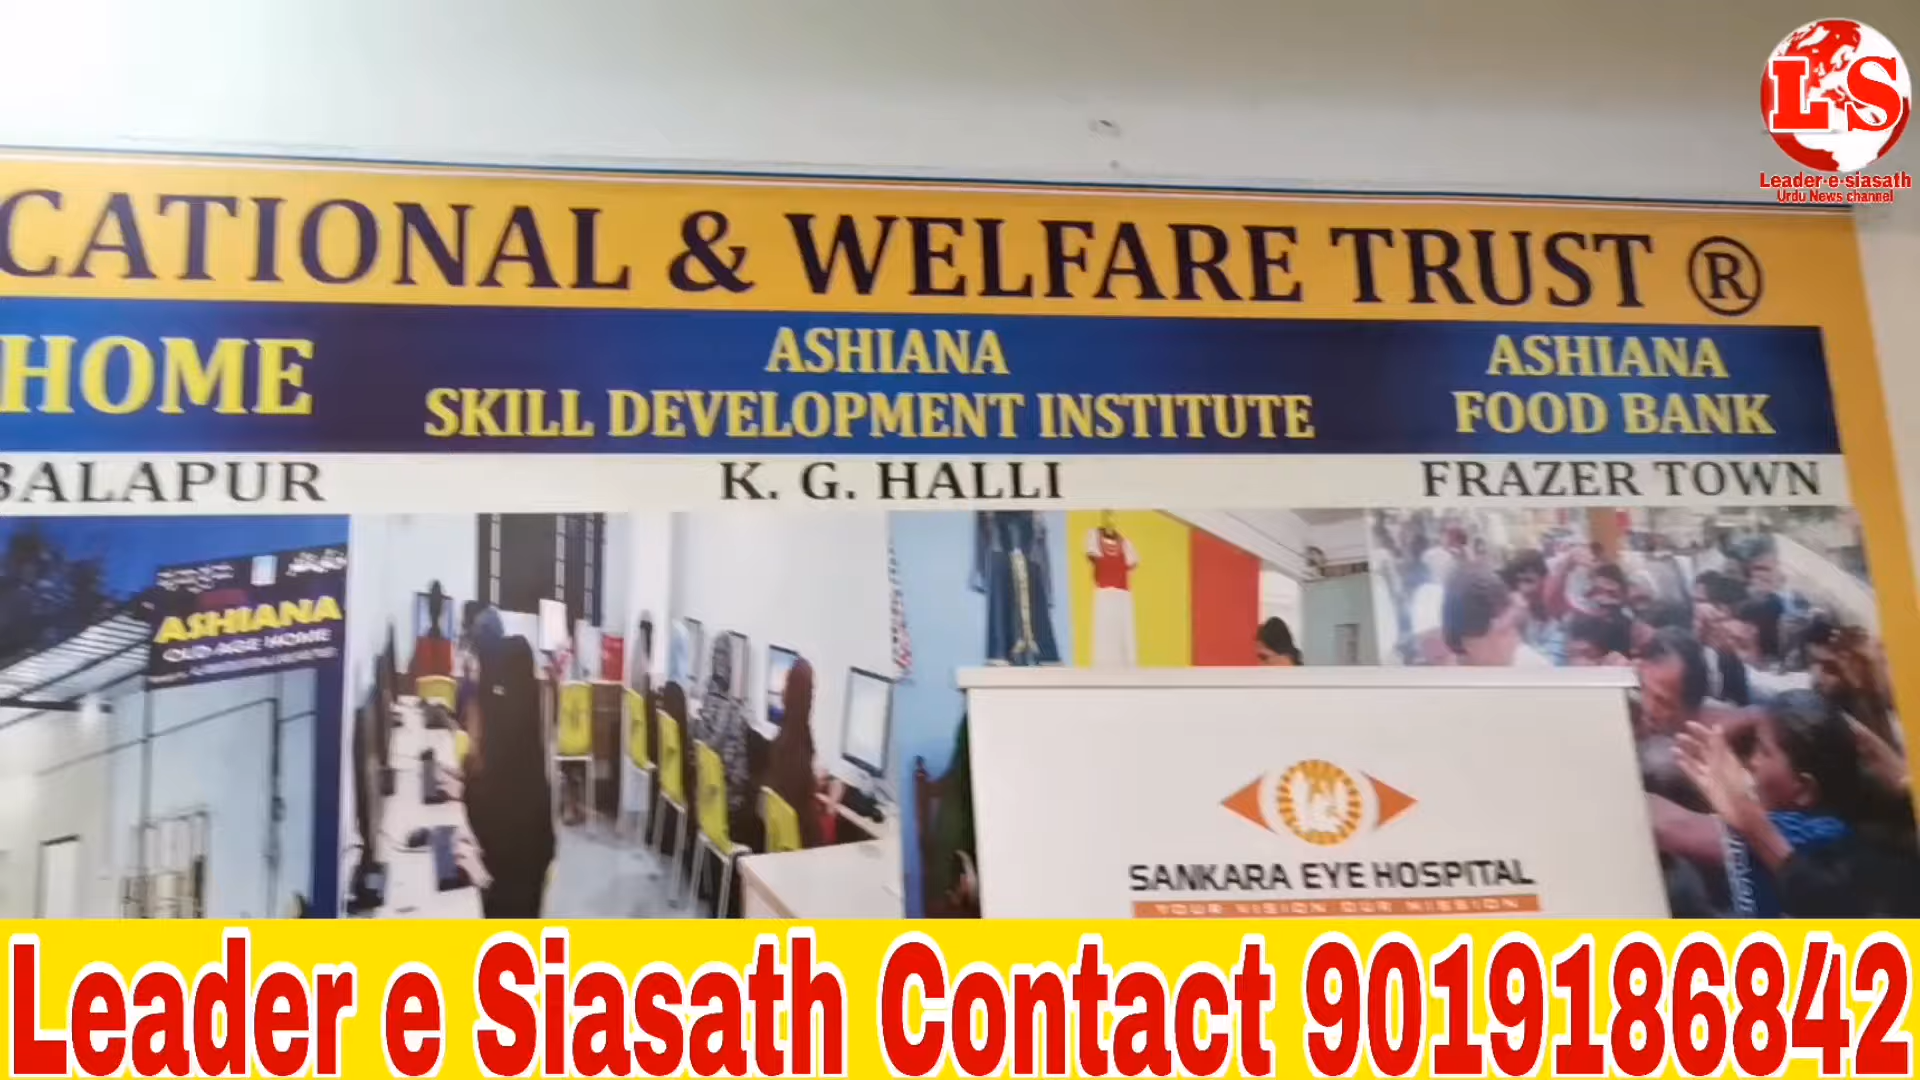 LS
Leader-e-siasath
Urdu News channel
CATIONAL & WELFARE TRUST ®
HOME
ASHIANA
SKILL DEVELOPMENT INSTITUTE
ASHIANA
FOOD BANK
BALAPUR
K. G. HALLI
FRAZER TOWN
ASHIANA
OLD AGE HOME
SANKARA EYE HOSPITAL
YOUR VISION OUR MISSION
Leader e Siasath Contact 9019186842